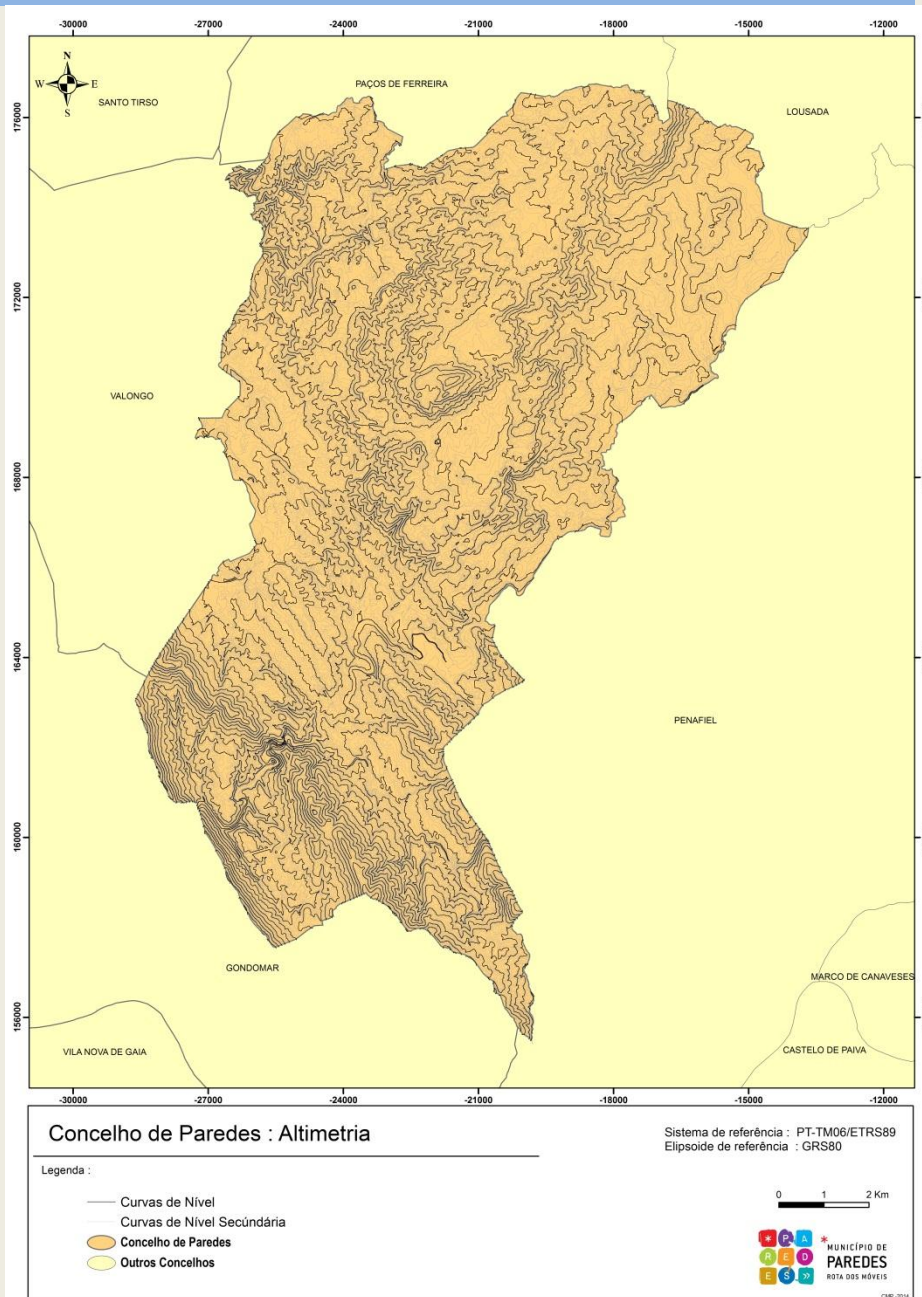 -30000 -27000 -24000 -21000 -18000 -15000 -12000
N
W E
S
PAÇOS DE FERREIRA
SANTO TIRSO
LOUSADA
176000
172000
VALONGO
168000
164000
PENAFIEL
160000
GONDOMAR
MARCO DE CANAVESES
156000
VILA NOVA DE GAIA
CASTELO DE PAIVA
-30000 -27000 -24000 -21000 -18000 -15000 -12000
Concelho de Paredes : Altimetria
Sistema de referência : PT-TM06/ETRS89
Elipsoide de referência : GRS80
Legenda :
Curvas de Nível
Curvas de Nível Secúndária
Concelho de Paredes
Outros Concelhos
0 1 2 Km
* P A
R E D
E S »
*
MUNICÍPIO DE
PAREDES
ROTA DOS MÓVEIS
CMP -2014